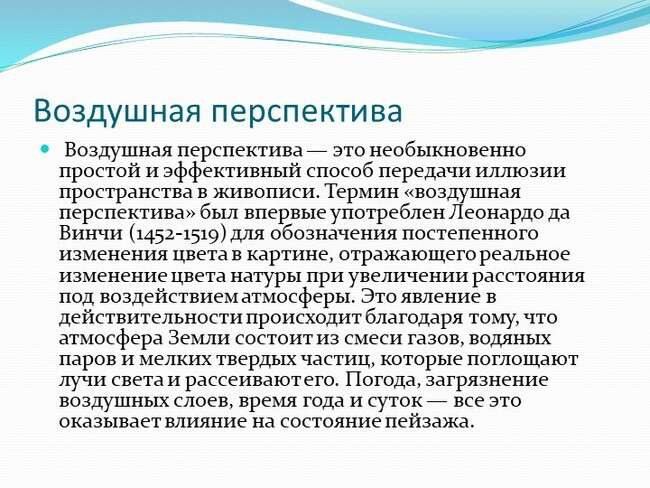 Воздушная перспектива
Воздушная перспектива — это необыкновенно
простой и эффективный способ передачи иллюзии
пространства в живописи. Термин «воздушная
перспектива» был впервые употреблен Леонардо да
Винчи (1452-1519) для обозначения постепенного
изменения цвета в картине, отражающего реальное
изменение цвета натуры при увеличении расстояния
под воздействием атмосферы. Это явление в
действительности происходит благодаря тому, что
атмосфера Земли состоит из смеси газов, водяных
паров и мелких твердых частиц, которые поглощают
лучи света и рассеивают его. Погода, загрязнение
воздушных слоев, время года и суток — все это
оказывает влияние на состояние пейзажа.